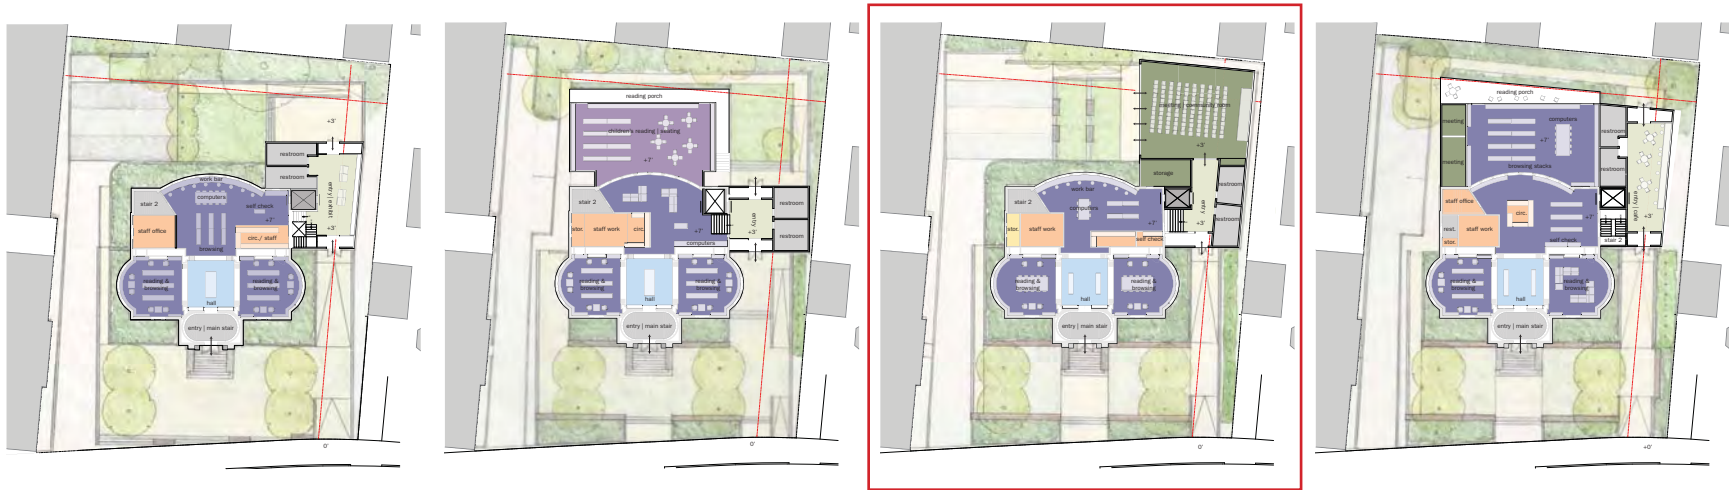 +3'
restroom
restroom
work bar
computers
self check
+7'
stair 2
staff office
circ./ staff
browsing
entry | exhibit
+3'
reading &
browsing
reading &
browsing
hall
entry | main stair
0'
reading porch
children's reading | seating
+7'
stair 2
stor.
staff work
circ.
+7'
computers
entry
+3'
restroom
restroom
reading &
browsing
reading &
browsing
hall
entry | main stair
0'
meeting | community room
+3'
storage
work bar
computers
stair 2
stor.
staff work
+7'
self check
entry
+3'
restroom
restroom
reading &
browsing
reading &
browsing
hall
entry | main stair
0'
reading porch
meeting
meeting
computers
+7'
browsing stacks
restroom
restroom
staff office
circ.
rest.
staff work
stor.
+7'
self check
stair 2
entry | cafe
+3'
reading &
browsing
reading &
browsing
hall
entry | main stair
+0'